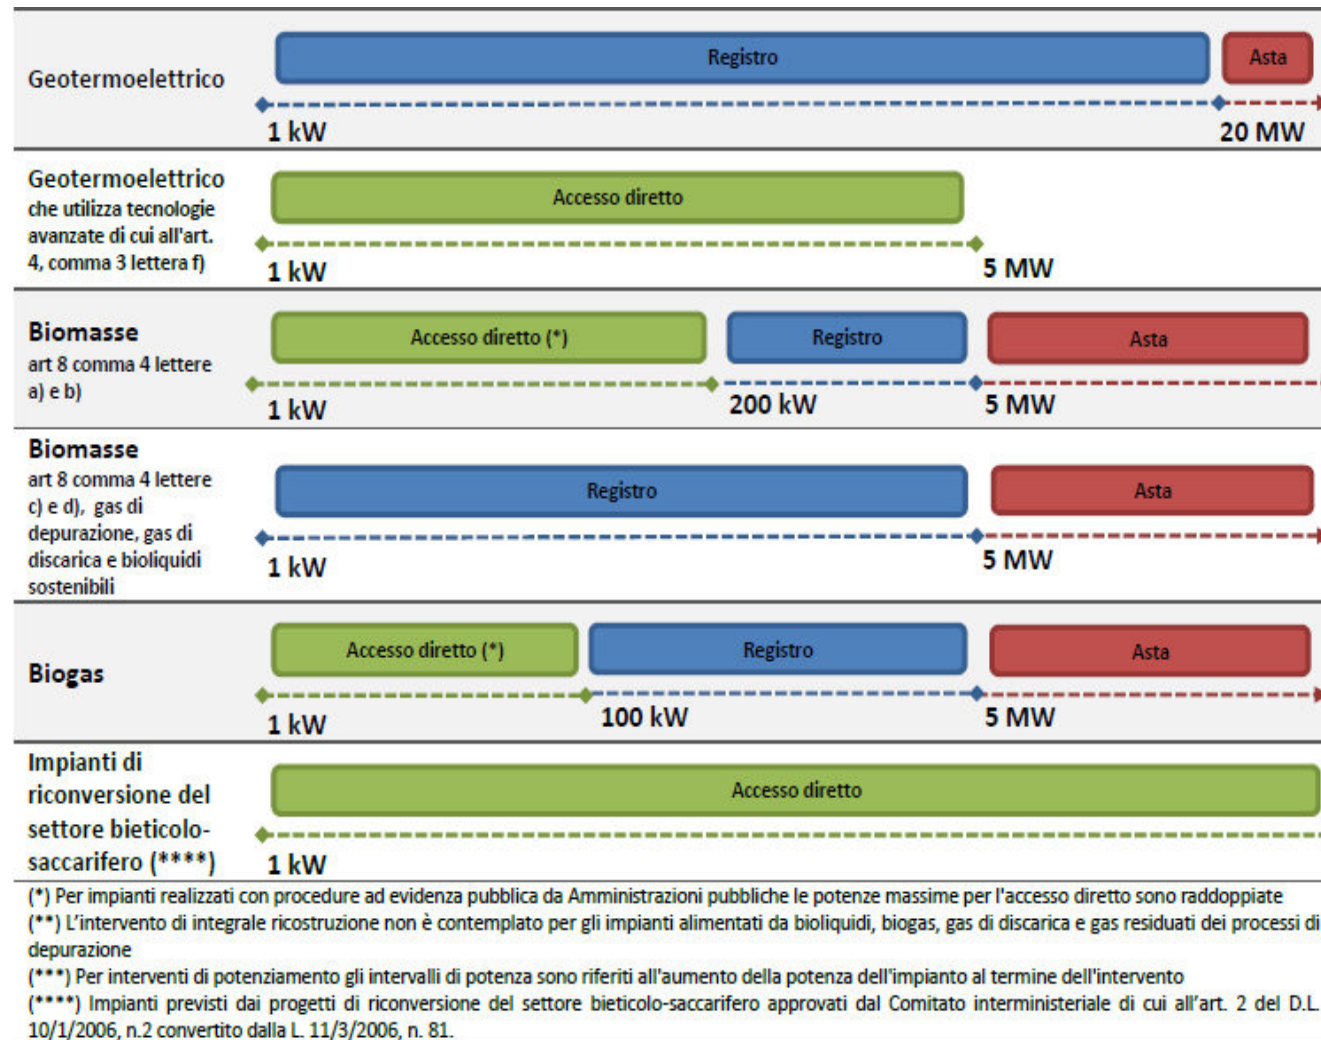 Geotermoelettrico
Registro
Asta
1 kW
20 MW
Geotermoelettrico
che utilizza tecnologie
avanzate di cui all'art.
4, comma 3 lettera f)
Accesso diretto
1 kW
5 MW
Biomasse
art 8 comma 4 lettere
a) e b)
Accesso diretto (*)
Registro
Asta
1 kW
200 kW
5 MW
Biomasse
art 8 comma 4 lettere
c) e d), gas di
depurazione, gas di
discarica e bioliquidi
sostenibili
Registro
Asta
1 kW
5 MW
Biogas
Accesso diretto (*)
Registro
Asta
1 kW
100 kW
5 MW
Impianti di
riconversione del
settore bieticolo-
saccarifero (****)
Accesso diretto
1 kW
(*) Per impianti realizzati con procedure ad evidenza pubblica da Amministrazioni pubbliche le potenze massime per l'accesso diretto sono raddoppiate
(**) L'intervento di integrale ricostruzione non è contemplato per gli impianti alimentati da bioliquidi, biogas, gas di discarica e gas residuati dei processi di
depurazione
(***) Per interventi di potenziamento gli intervalli di potenza sono riferiti all'aumento della potenza dell'impianto al termine dell'intervento
(****) Impianti previsti dai progetti di riconversione del settore bieticolo-saccarifero approvati dal Comitato interministeriale di cui all'art. 2 del D.L.
10/1/2006, n.2 convertito dalla L. 11/3/2006, n. 81.